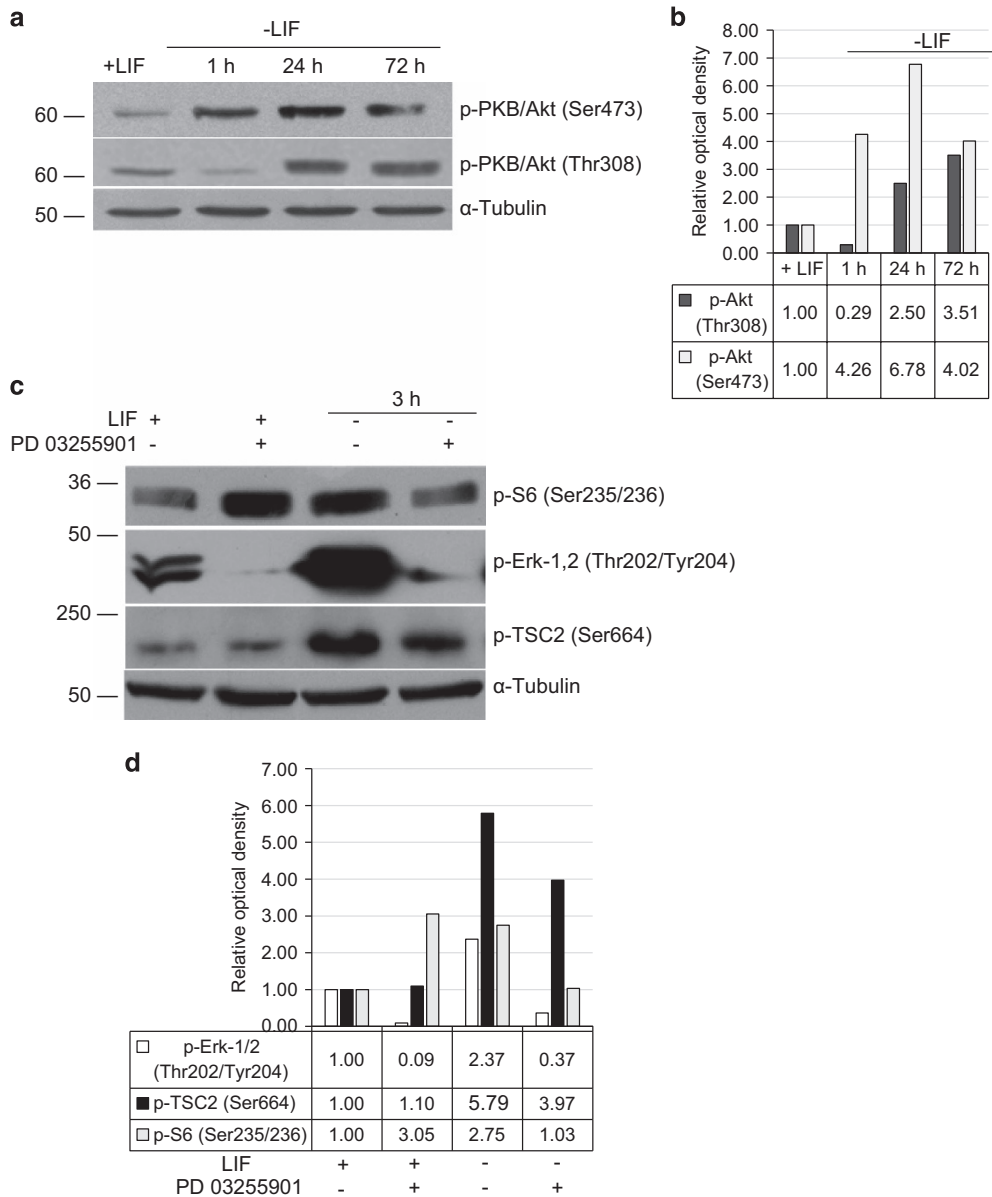 a
-LIF
+LIF 1 h 24 h 72 h
60 p-PKB/Akt (Ser473)
60 p-PKB/Akt (Thr308)
50 α-Tubulin
b
8.00
-LIF
7.00
6.00
5.00
4.00
3.00
2.00
1.00
0.00
Relative optical density
+ LIF 1 h 24 h 72 h
p-Akt (Thr308) 1.00 0.29 2.50 3.51
p-Akt (Ser473) 1.00 4.26 6.78 4.02
c
3 h
LIF + + - -
PD 03255901 - + - +
36 p-S6 (Ser235/236)
50 p-Erk-1,2 (Thr202/Tyr204)
250 p-TSC2 (Ser664)
50 α-Tubulin
d
7.00
6.00
5.00
4.00
3.00
2.00
1.00
0.00
Relative optical density
p-Erk-1/2 (Thr202/Tyr204) 1.00 0.09 2.37 0.37
p-TSC2 (Ser664) 1.00 1.10 5.79 3.97
p-S6 (Ser235/236) 1.00 3.05 2.75 1.03
LIF + + - -
PD 03255901 - + - +